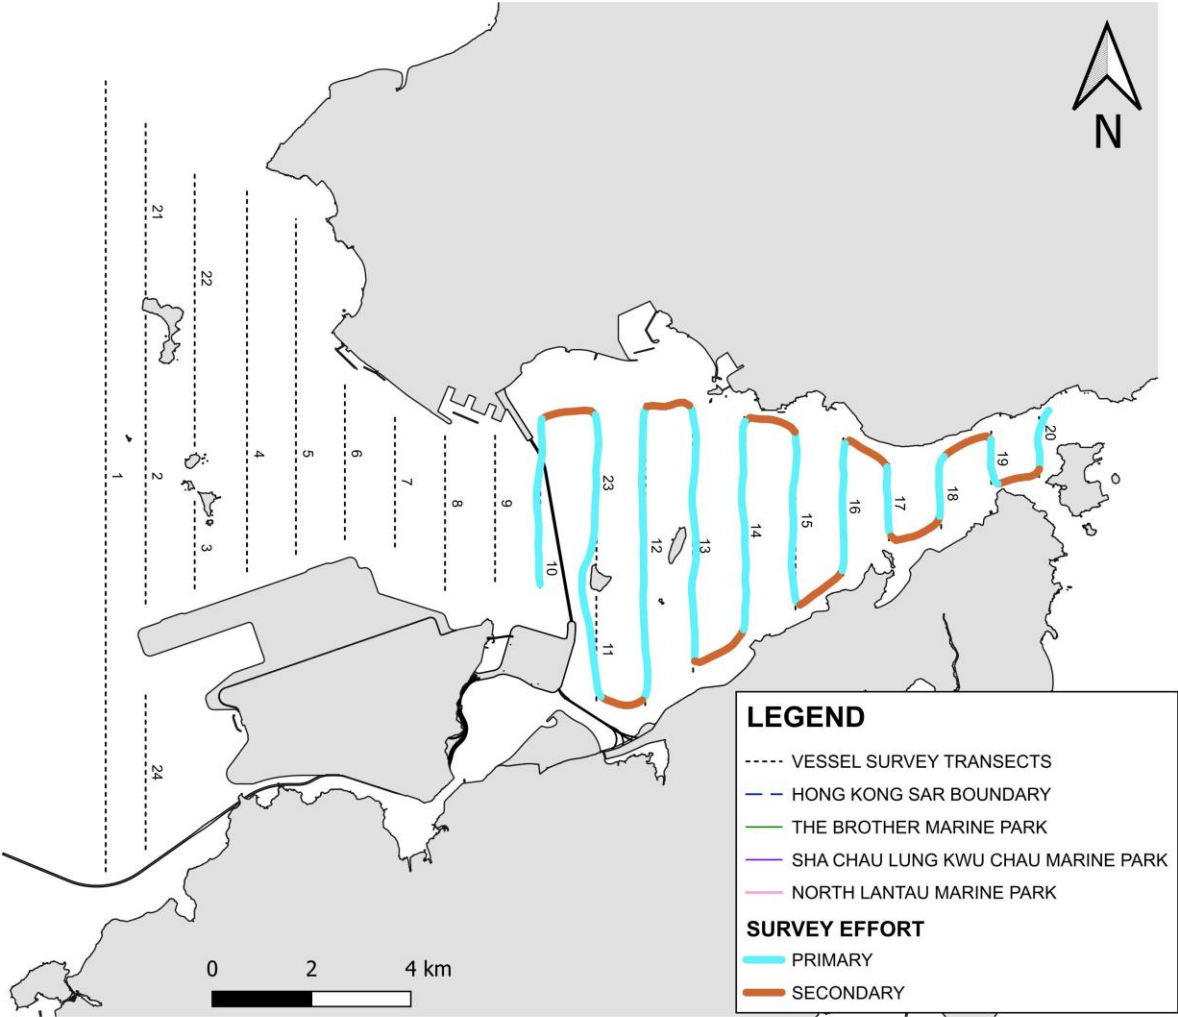 N
21
22
20
4
5
6
19
1
2
7
23
18
8
9
16
17
15
14
3
12
13
10
11
24
LEGEND
VESSEL SURVEY TRANSECTS
HONG KONG SAR BOUNDARY
THE BROTHER MARINE PARK
SHA CHAU LUNG KWU CHAU MARINE PARK
NORTH LANTAU MARINE PARK
SURVEY EFFORT
PRIMARY
SECONDARY
0 2 4 km